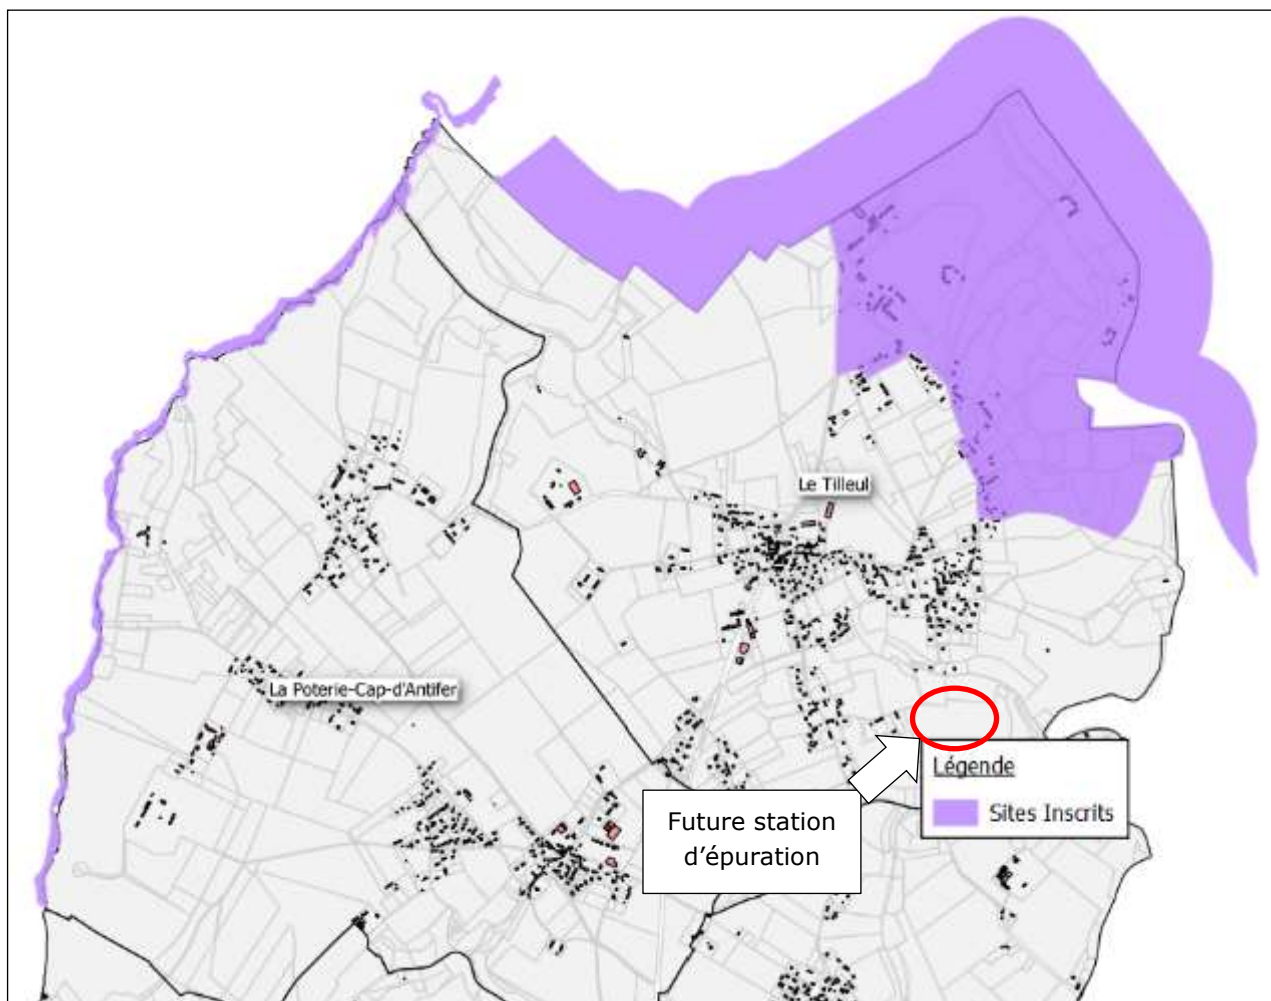 Le Tilleul
La Poterie-Cap-d'Antifer
Légende
Sites Inscrits
Future station
d'épuration